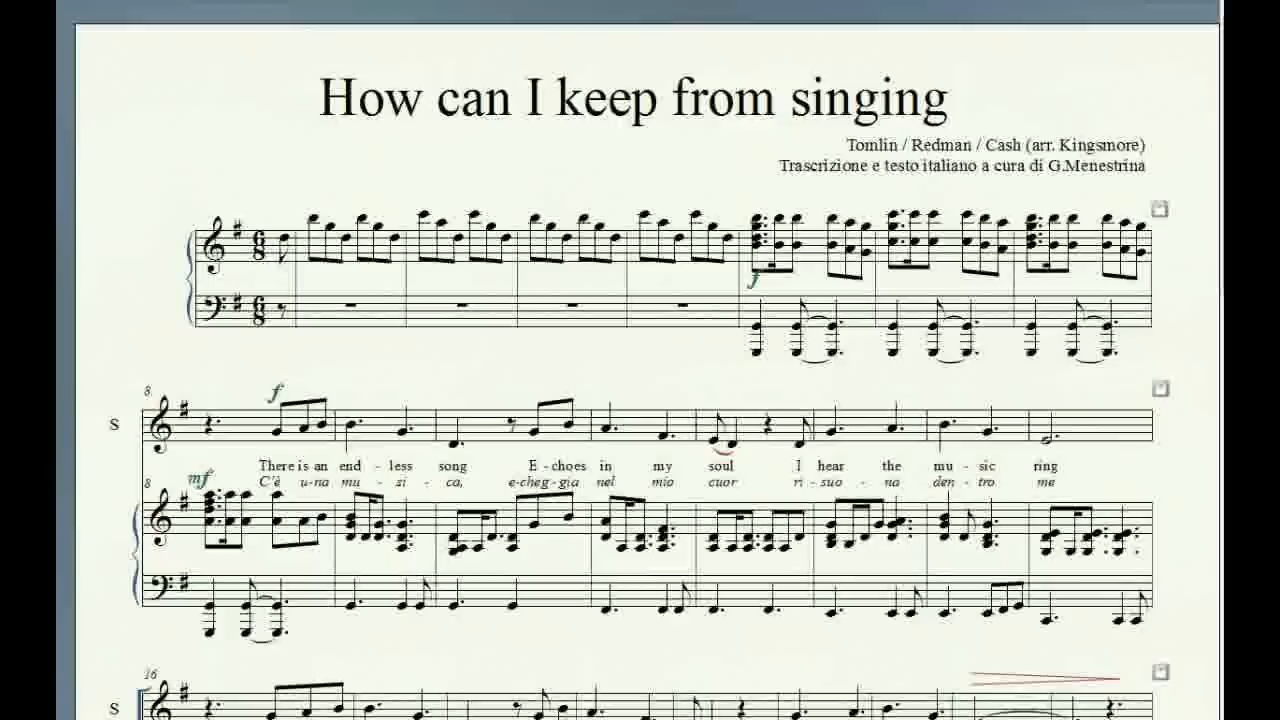 How can I keep from singing
Tomlin / Redman / Cash (arr. Kingsmore)
Trascrizione e testo italiano a cura di G.Menestrina
f
8
f
S
There is an end - less song E - choes in my soul I hear the mu - sic ring
mf
C'è u-na mu - si - ca, e-cheg-gia nel mio cuor ri - suo - na den - tro me
8
16
S